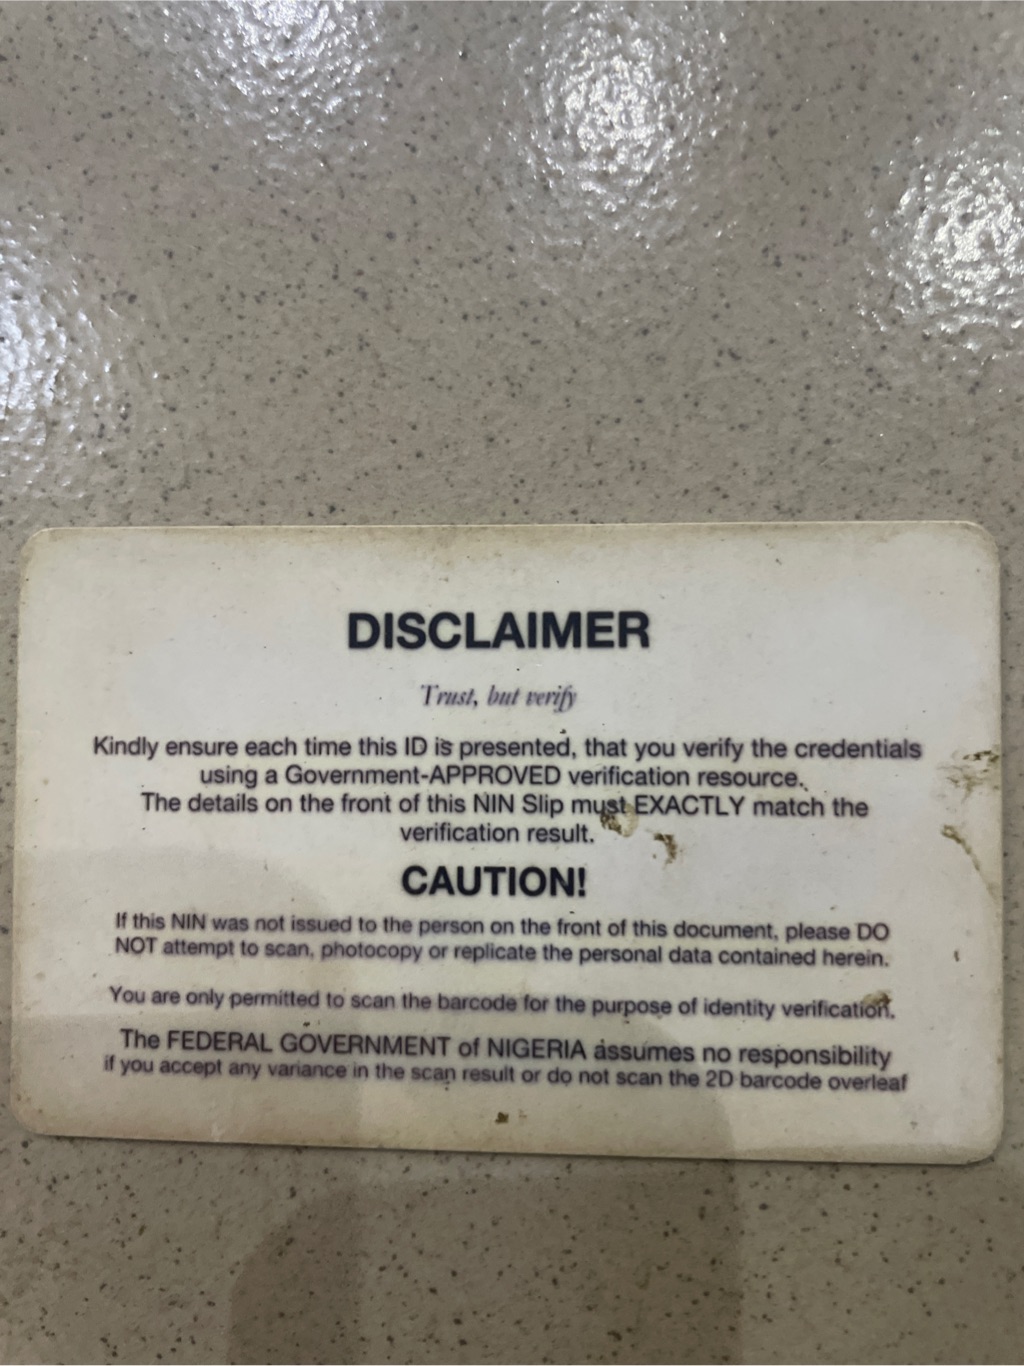 DISCLAIMER
Trust, but verify
Kindly ensure each time this ID is presented, that you verify the credentials
using a Government-APPROVED verification resource.
The details on the front of this NIN Slip must EXACTLY match the
verification result.
CAUTION!
If this NIN was not issued to the person on the front of this document, please DO
NOT attempt to scan, photocopy or replicate the personal data contained herein.
You are only permitted to scan the barcode for the purpose of identity verification.
The FEDERAL GOVERNMENT of NIGERIA assumes no responsibility
if you accept any variance in the scan result or do not scan the 2D barcode overleaf